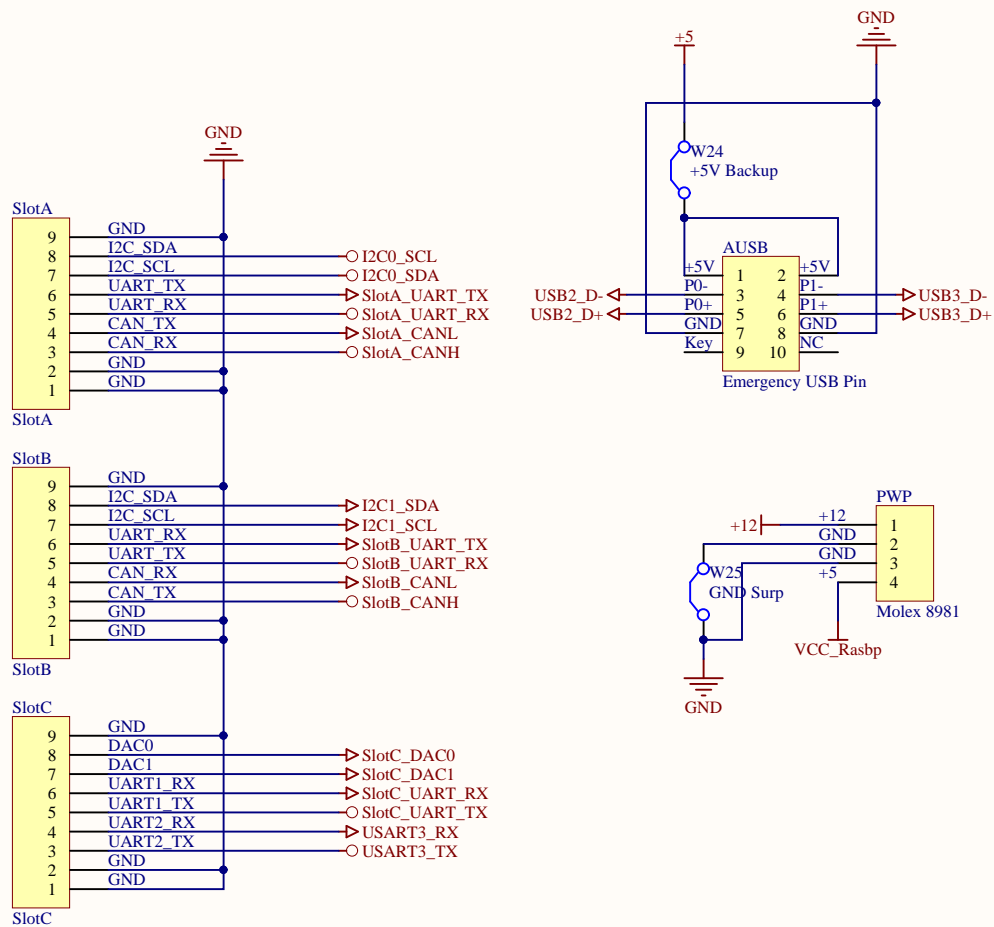 GND
SlotA
9 GND
8 I2C_SDA I2C0_SCL
7 I2C_SCL I2C0_SDA
6 UART_TX SlotA_UART_TX
5 UART_RX SlotA_UART_RX
4 CAN_TX SlotA_CANL
3 CAN_RX SlotA_CANH
2 GND
1 GND
SlotA
SlotB
9 GND
8 I2C_SDA I2C1_SDA
7 I2C_SCL I2C1_SCL
6 UART_RX SlotB_UART_TX
5 UART_TX SlotB_UART_RX
4 CAN_RX SlotB_CANL
3 CAN_TX SlotB_CANH
2 GND
1 GND
SlotB
SlotC
9 GND
8 DAC0 SlotC_DAC0
7 DAC1 SlotC_DAC1
6 UART1_RX SlotC_UART_RX
5 UART1_TX SlotC_UART_TX
4 UART2_RX USART3_RX
3 UART2_TX USART3_TX
2 GND
1 GND
SlotC
GND
+5
W24
+5V Backup
AUSB
+5V 1 2 +5V
USB2_D- P0- 3 4 P1- USB3_D-
USB2_D+ P0+ 5 6 P1+ USB3_D+
GND 7 8 GND
Key 9 10 NC
Emergency USB Pin
PWP
+12 +12 1
GND 2
GND 3
+5 4
W25
GND Surp
Molex 8981
VCC_Rasbp
GND